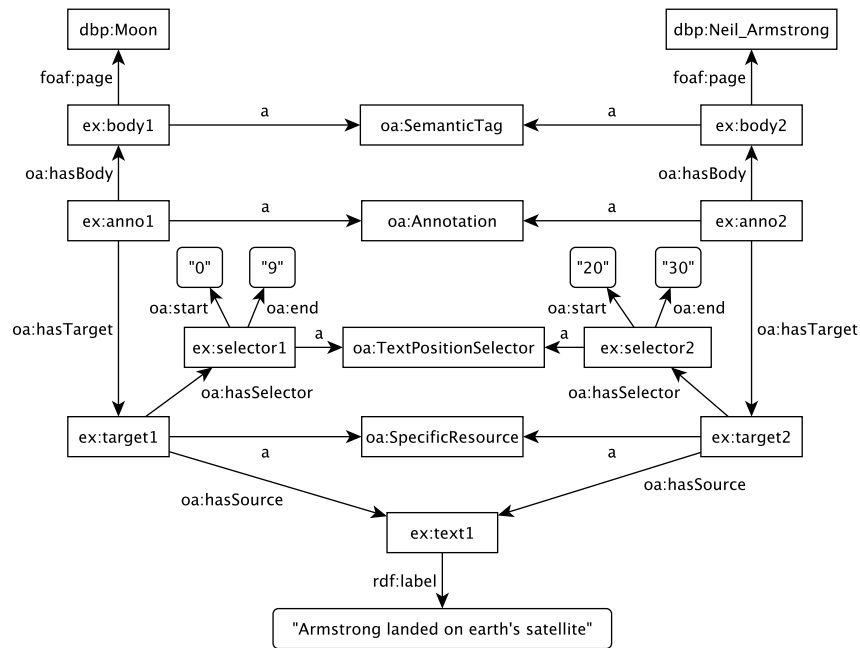 dbp:Moon
dbp:Neil_Armstrong
foaf:page
foaf:page
ex:body1
a
oa:SemanticTag
a
ex:body2
oa:hasBody
oa:hasBody
ex:anno1
a
oa:Annotation
a
ex:anno2
"0"
"9"
"20"
"30"
oa:start
oa:end
oa:start
oa:end
oa:hasTarget
oa:hasTarget
ex:selector1
a
oa:TextPositionSelector
a
ex:selector2
oa:hasSelector
oa:hasSelector
ex:target1
a
oa:SpecificResource
a
ex:target2
oa:hasSource
oa:hasSource
ex:text1
rdf:label
"Armstrong landed on earth's satellite"